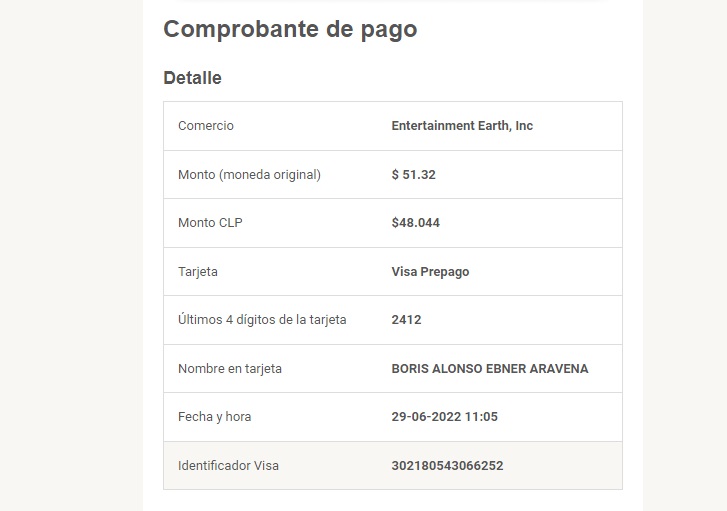 Comprobante de pago
Detalle
Comercio Entertainment Earth, Inc
Monto (moneda original) $ 51.32
Monto CLP $48.044
Tarjeta Visa Prepago
Últimos 4 dígitos de la tarjeta 2412
Nombre en tarjeta BORIS ALONSO EBNER ARAVENA
Fecha y hora 29-06-2022 11:05
Identificador Visa 302180543066252